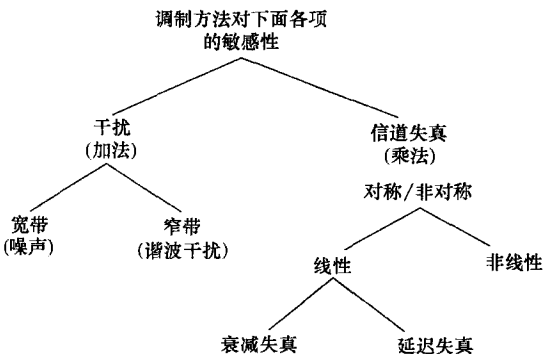 调制方法对下面各项
的敏感性
干扰
(加法)
信道失真
(乘法)
对称/非对称
宽带
(噪声)
窄带
(谐波干扰)
线性
非线性
衰减失真
延迟失真